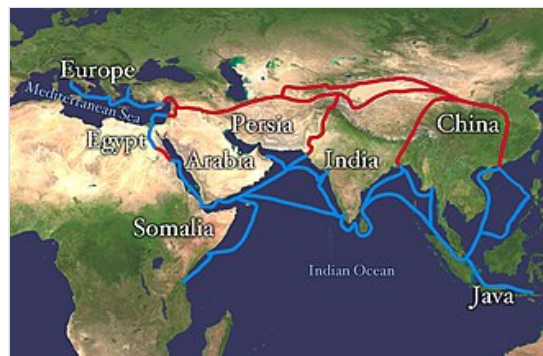 Europe
Mediterranean Sea
Egypt
Persia
China
Arabia
India
Somalia
Indian Ocean
Java